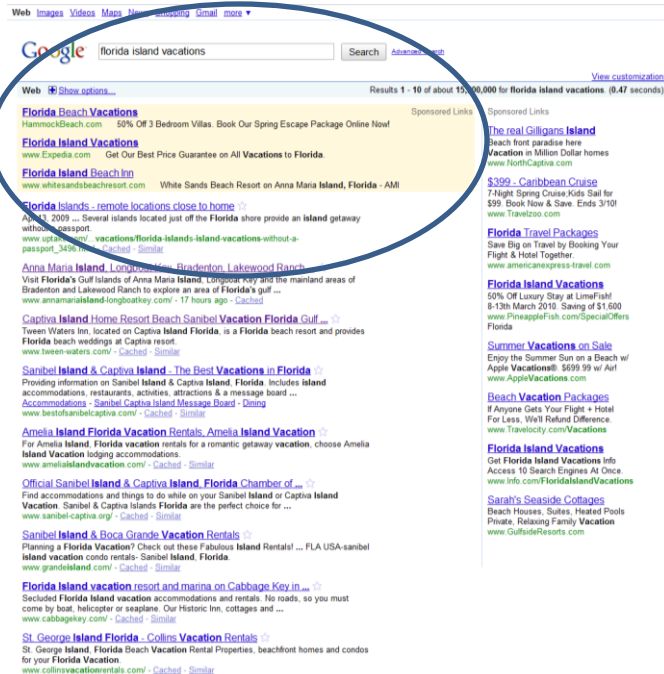 Web Images Videos Maps News Shopping Gmail more ▼
Google florida island vacations Search Advanced Search
View customization
Web Show options... Results 1 - 10 of about 15,000,000 for florida island vacations. (0.47 seconds)
Florida Beach Vacations Sponsored Links
HammockBeach.com 50% Off 3 Bedroom Villas. Book Our Spring Escape Package Online Now!
Florida Island Vacations
www.Expedia.com Get Our Best Price Guarantee on All Vacations to Florida.
Florida Island Beach Inn
www.whitesandsbeachresort.com White Sands Beach Resort on Anna Maria Island, Florida - AMI
Florida Islands - remote locations close to home
Apr 13, 2009 ... Several islands located just off the Florida shore provide an island getaway
without a passport.
www.uptake.com/...vacations/florida-islands-island-vacations-without-a-
passport_3496.html - Cached - Similar
Anna Maria Island, Longboat Key, Bradenton, Lakewood Ranch
Visit Florida's Gulf Islands of Anna Maria Island, Longboat Key and the mainland areas of
Bradenton and Lakewood Ranch to explore an area of Florida's gulf ...
www.annamariaisland-longboatkey.com/ - 17 hours ago - Cached
Captiva Island Home Resort Beach Sanibel Vacation Florida Gulf ...
Tween Waters Inn, located on Captiva Island Florida, is a Florida beach resort and provides
Florida beach weddings at Captiva resort.
www.tween-waters.com/ - Cached - Similar
Sanibel Island & Captiva Island - The Best Vacations in Florida
Providing information on Sanibel Island & Captiva Island, Florida. Includes island
accommodations, restaurants, activities, attractions & a message board ...
Accommodations - Sanibel Captiva Island Message Board - Dining
www.bestofsanibelcaptiva.com/ - Cached - Similar
Amelia Island Florida Vacation Rentals, Amelia Island Vacation
For Amelia Island, Florida vacation rentals for a romantic getaway vacation, choose Amelia
Island Vacation lodging accommodations.
www.ameliaislandvacation.com/ - Cached - Similar
Official Sanibel Island & Captiva Island, Florida Chamber of ...
Find accommodations and things to do while on your Sanibel Island or Captiva Island
Vacation. Sanibel & Captiva Islands Florida are the perfect choice for ...
www.sanibel-captiva.org/ - Cached - Similar
Sanibel Island & Boca Grande Vacation Rentals
Planning a Florida Vacation? Check out these Fabulous Island Rentals! ... FLA USA-sanibel
island vacation condo rentals- Sanibel Island, Florida.
www.grandeisland.com/ - Cached - Similar
Florida Island vacation resort and marina on Cabbage Key in ...
Secluded Florida Island vacation accommodations and rentals. No roads, so you must
come by boat, helicopter or seaplane. Our Historic Inn, cottages and ...
www.cabbagekey.com/ - Cached - Similar
St. George Island Florida - Collins Vacation Rentals
St. George Island, Florida Beach Vacation Rental Properties, beachfront homes and condos
for your Florida Vacation.
www.collinsvacationrentals.com/ - Cached - Similar
Sponsored Links
The real Gilligans Island
Beach front paradise here
Vacation in Million Dollar homes
www.NorthCaptiva.com
$399 - Caribbean Cruise
7-Night Spring Cruise;Kids Sail for
$99. Book Now & Save. Ends 3/10!
www.Travelzoo.com
Florida Travel Packages
Save Big on Travel by Booking Your
Flight & Hotel Together.
www.americanexpress-travel.com
Florida Island Vacations
50% Off Luxury Stay at LimeFish!
8-13th March 2010. Saving of $1,600
www.PineappleFish.com/SpecialOffers
Florida
Summer Vacations on Sale
Enjoy the Summer Sun on a Beach w/
Apple Vacations®. $699.99 w/ Air!
www.AppleVacations.com
Beach Vacation Packages
If Anyone Gets Your Flight + Hotel
For Less, We'll Refund Difference.
www.Travelocity.com/Vacations
Florida Island Vacations
Get Florida Island Vacations Info
Access 10 Search Engines At Once.
www.Info.com/FloridaIslandVacations
Sarah's Seaside Cottages
Beach Houses, Suites, Heated Pools
Private, Relaxing Family Vacation
www.GulfsideResorts.com